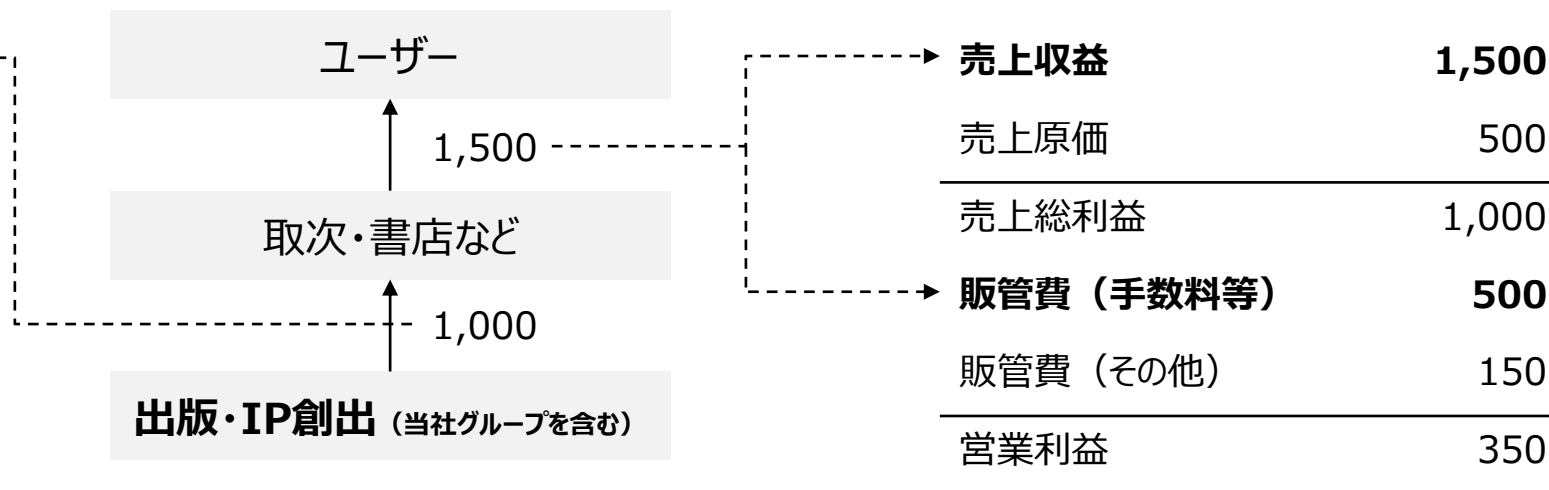 ユーザー
1,500
取次・書店など
1,000
出版・IP創出（当社グループを含む）
売上収益 1,500
売上原価 500
売上総利益 1,000
販管費（手数料等） 500
販管費（その他） 150
営業利益 350